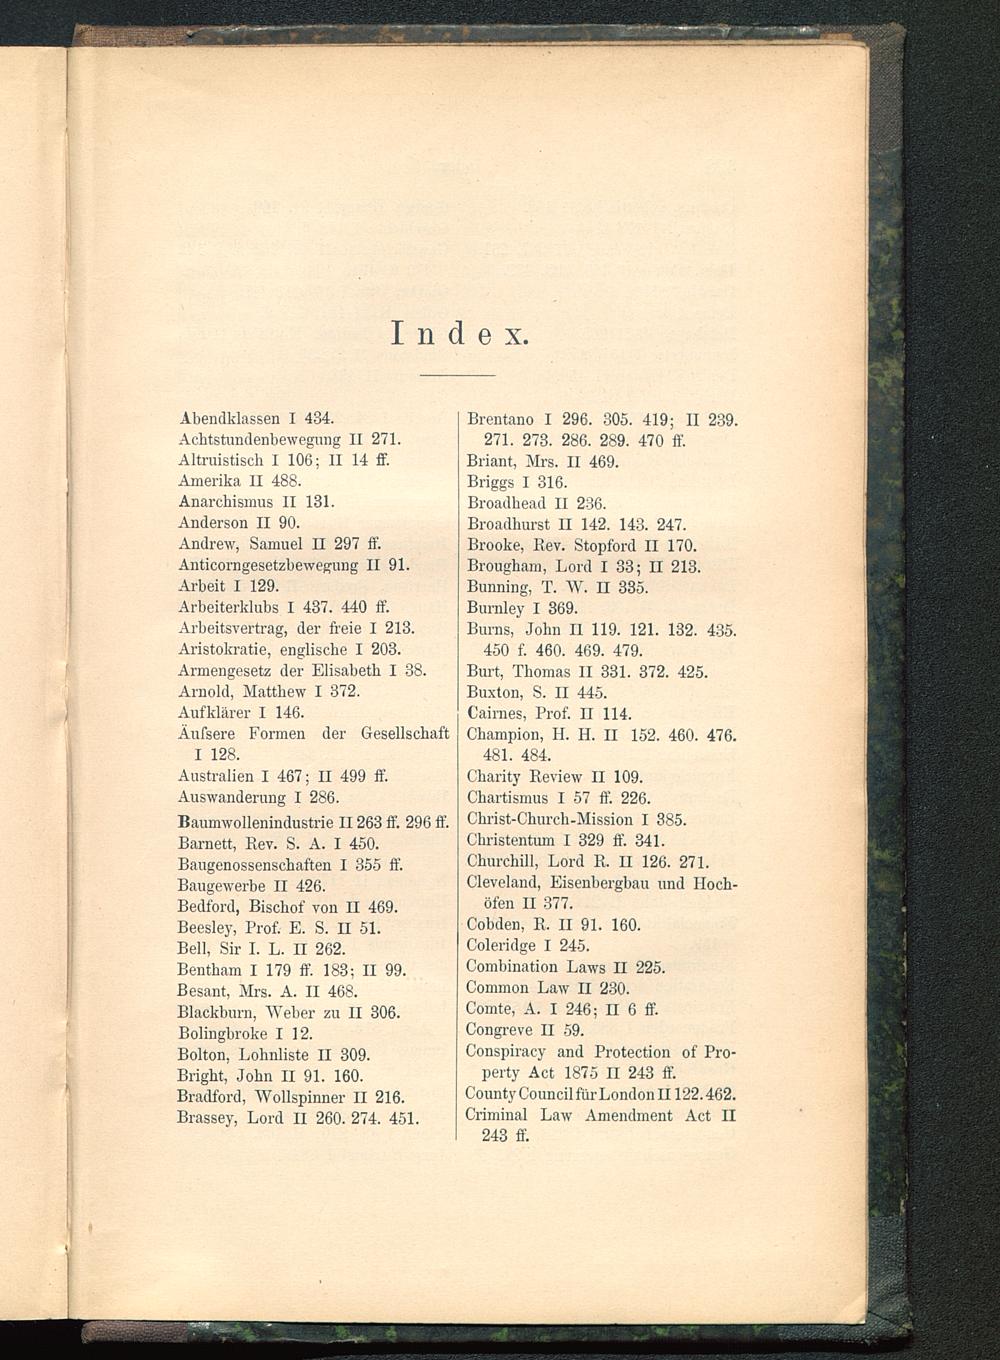 Index.
Abendklassen I 434.
Achtstundenbewegung II 271.
Altruistisch I 106; II 14 ff.
Amerika II 488.
Anarchismus II 131.
Anderson II 90.
Andrew, Samuel II 297 ff.
Anticorngesetzbewegung II 91.
Arbeit I 129.
Arbeiterklubs I 437. 440 ff.
Arbeitsvertrag, der freie I 213.
Aristokratie, englische I 203.
Armengesetz der Elisabeth I 38.
Arnold, Matthew I 372.
Aufklärer I 146.
Äuſsere Formen der Gesellschaft
I 128.
Australien I 467; II 499 ff.
Auswanderung I 286.
Baumwollenindustrie II 263 ff. 296 ff.
Barnett, Rev. S. A. I 450.
Baugenossenschaften I 355 ff.
Baugewerbe II 426.
Bedford, Bischof von II 469.
Beesley, Prof. E. S. II 51.
Bell, Sir I. L. II 262.
Bentham I 179 ff. 183; II 99.
Besant, Mrs. A. II 468.
Blackburn, Weber zu II 306.
Bolingbroke I 12.
Bolton, Lohnliste II 309.
Bright, John II 91. 160.
Bradford, Wollspinner II 216.
Brassey, Lord II 260. 274. 451.
Brentano I 296. 305. 419; II 239.
271. 273. 286. 289. 470 ff.
Briant, Mrs. II 469.
Briggs I 316.
Broadhead II 236.
Broadhurst II 142. 143. 247.
Brooke, Rev. Stopford II 170.
Brougham, Lord I 33; II 213.
Bunning, T. W. II 335.
Burnley I 369.
Burns, John II 119. 121. 132. 435.
450 f. 460. 469. 479.
Burt, Thomas II 331. 372. 425.
Buxton, S. II 445.
Cairnes, Prof. II 114.
Champion, H. H. II 152. 460. 476.
481. 484.
Charity Review II 109.
Chartismus I 57 ff. 226.
Christ-Church-Mission I 385.
Christentum I 329 ff. 341.
Churchill, Lord R. II 126. 271.
Cleveland, Eisenbergbau und Hoch-
öfen II 377.
Cobden, R. II 91. 160.
Coleridge I 245.
Combination Laws II 225.
Common Law II 230.
Comte, A. I 246; II 6 ff.
Congreve II 59.
Conspiracy and Protection of Pro-
perty Act 1875 II 243 ff.
County Council für London II 122. 462.
Criminal Law Amendment Act II
243 ff.